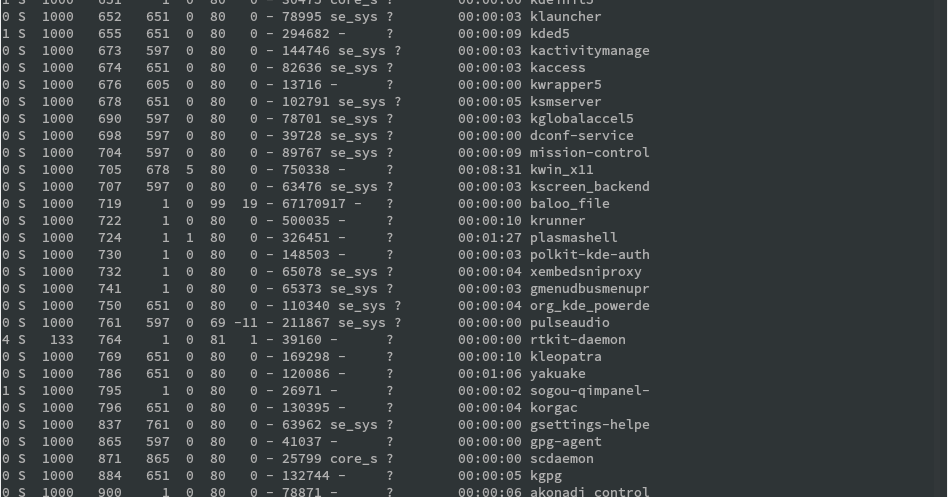 0 S  1000   652   651  0  80   0 - 78995 se_sys ?        00:00:03 klauncher
1 S  1000   655   651  0  80   0 - 294682 -     ?        00:00:09 kded5
0 S  1000   673   597  0  80   0 - 144746 se_sys ?       00:00:03 kactivitymanage
0 S  1000   674   651  0  80   0 - 82636 se_sys ?        00:00:03 kaccess
0 S  1000   676   605  0  80   0 - 13716 -      ?        00:00:00 kwrapper5
0 S  1000   678   651  0  80   0 - 102791 se_sys ?       00:00:05 ksmserver
0 S  1000   690   597  0  80   0 - 78701 se_sys ?        00:00:03 kglobalaccel5
0 S  1000   698   597  0  80   0 - 39728 se_sys ?        00:00:00 dconf-service
0 S  1000   704   597  0  80   0 - 89767 se_sys ?        00:00:09 mission-control
0 S  1000   705   678  5  80   0 - 750338 -     ?        00:08:31 kwin_x11
0 S  1000   707   597  0  80   0 - 63476 se_sys ?        00:00:03 kscreen_backend
0 S  1000   719     1  0  99  19 - 67170917 -   ?        00:00:00 baloo_file
0 S  1000   722     1  0  80   0 - 500035 -     ?        00:00:10 krunner
0 S  1000   724     1  1  80   0 - 326451 -     ?        00:01:27 plasmashell
0 S  1000   730     1  0  80   0 - 148503 -     ?        00:00:03 polkit-kde-auth
0 S  1000   732     1  0  80   0 - 65078 se_sys ?        00:00:04 xembedsniproxy
0 S  1000   741     1  0  80   0 - 65373 se_sys ?        00:00:03 gmenudbusmenupr
0 S  1000   750   651  0  80   0 - 110340 se_sys ?       00:00:04 org_kde_powerde
0 S  1000   761   597  0  69 -11 - 211867 se_sys ?       00:00:00 pulseaudio
4 S   133   764     1  0  81   1 - 39160 -      ?        00:00:00 rtkit-daemon
0 S  1000   769   651  0  80   0 - 169298 -     ?        00:00:10 kleopatra
0 S  1000   786   651  0  80   0 - 120086 -     ?        00:01:06 yakuake
1 S  1000   795     1  0  80   0 - 26971 -      ?        00:00:02 sogou-qimpanel-
0 S  1000   796   651  0  80   0 - 130395 -     ?        00:00:04 korgac
0 S  1000   837   761  0  80   0 - 63962 se_sys ?        00:00:00 gsettings-helpe
0 S  1000   865   597  0  80   0 - 41037 -      ?        00:00:00 gpg-agent
0 S  1000   871   865  0  80   0 - 25799 core_s ?        00:00:00 scdaemon
0 S  1000   884   651  0  80   0 - 132744 -     ?        00:00:05 kgpg
0 S  1000   900     1  0  80   0 - 78871 -      ?        00:00:06 akonadi_control